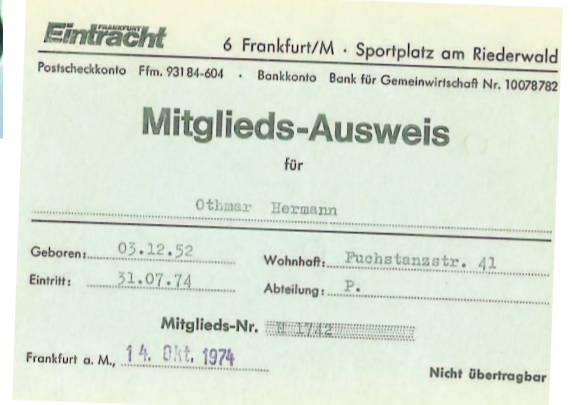 Eintracht FRANKFURT
6 Frankfurt/M · Sportplatz am Riederwald
Postscheckkonto Ffm. 93184-604 · Bankkonto Bank für Gemeinwirtschaft Nr. 10078782
Mitglieds-Ausweis
für
Othmar Hermann
Geboren: 03.12.52 Wohnhaft: Fuchstanzstr. 41
Eintritt: 31.07.74 Abteilung: P.
Mitglieds-Nr. H 1742
Frankfurt a. M., 14. Okt. 1974
Nicht übertragbar